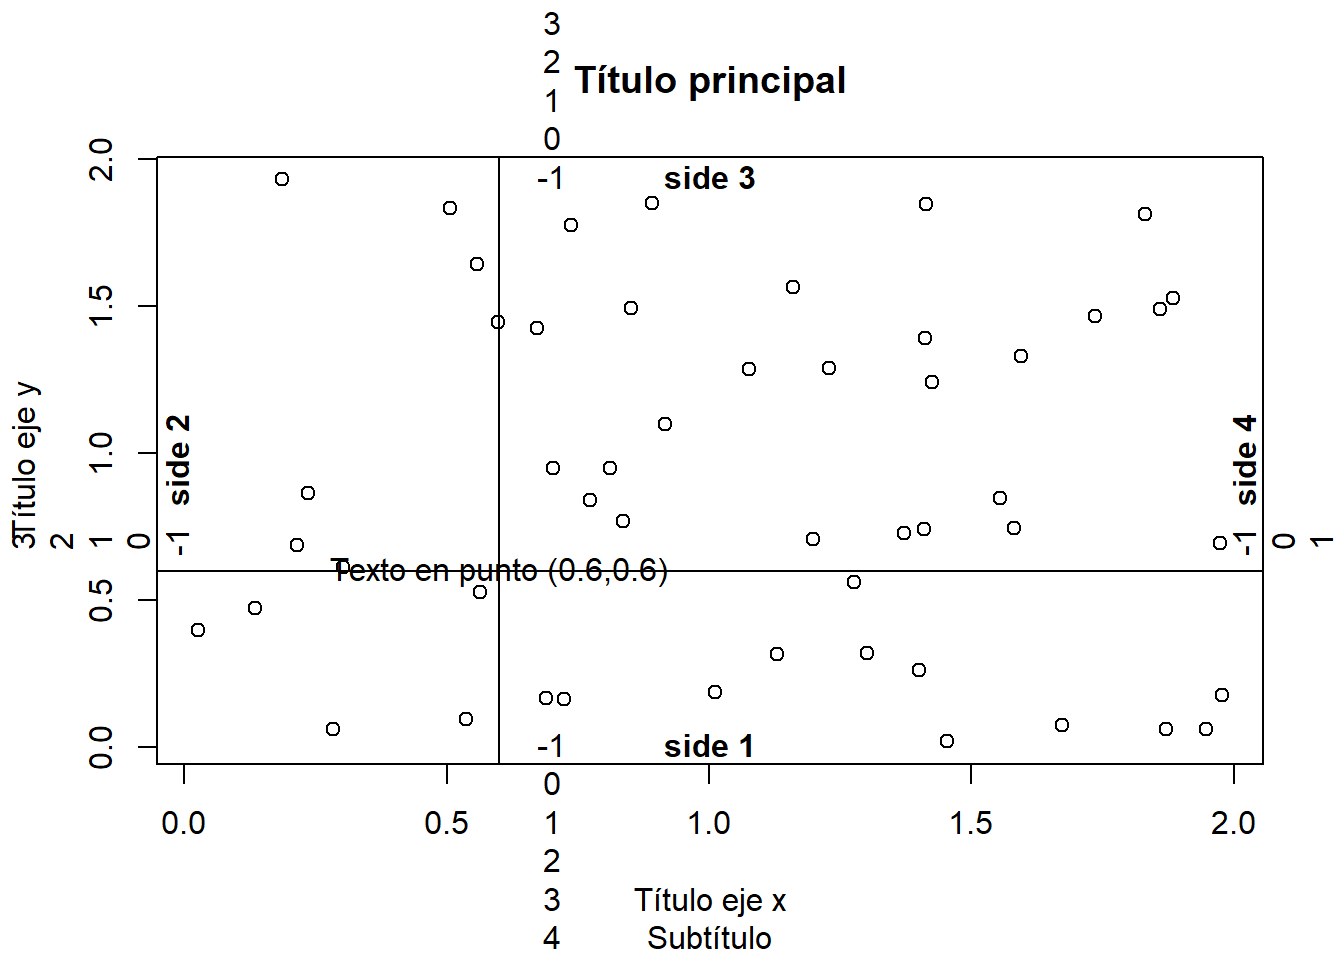 3
2
Título principal
1
0
2.0
-1 side 3
1.5
Título eje y
side 2
side 4
1.0
3
2
1
0
-1
-1
0
1
Texto en punto (0.6,0.6)
0.5
0.0
-1 side 1
0
0.0 0.5 1 1.0 1.5 2.0
2
3 Título eje x
4 Subtítulo